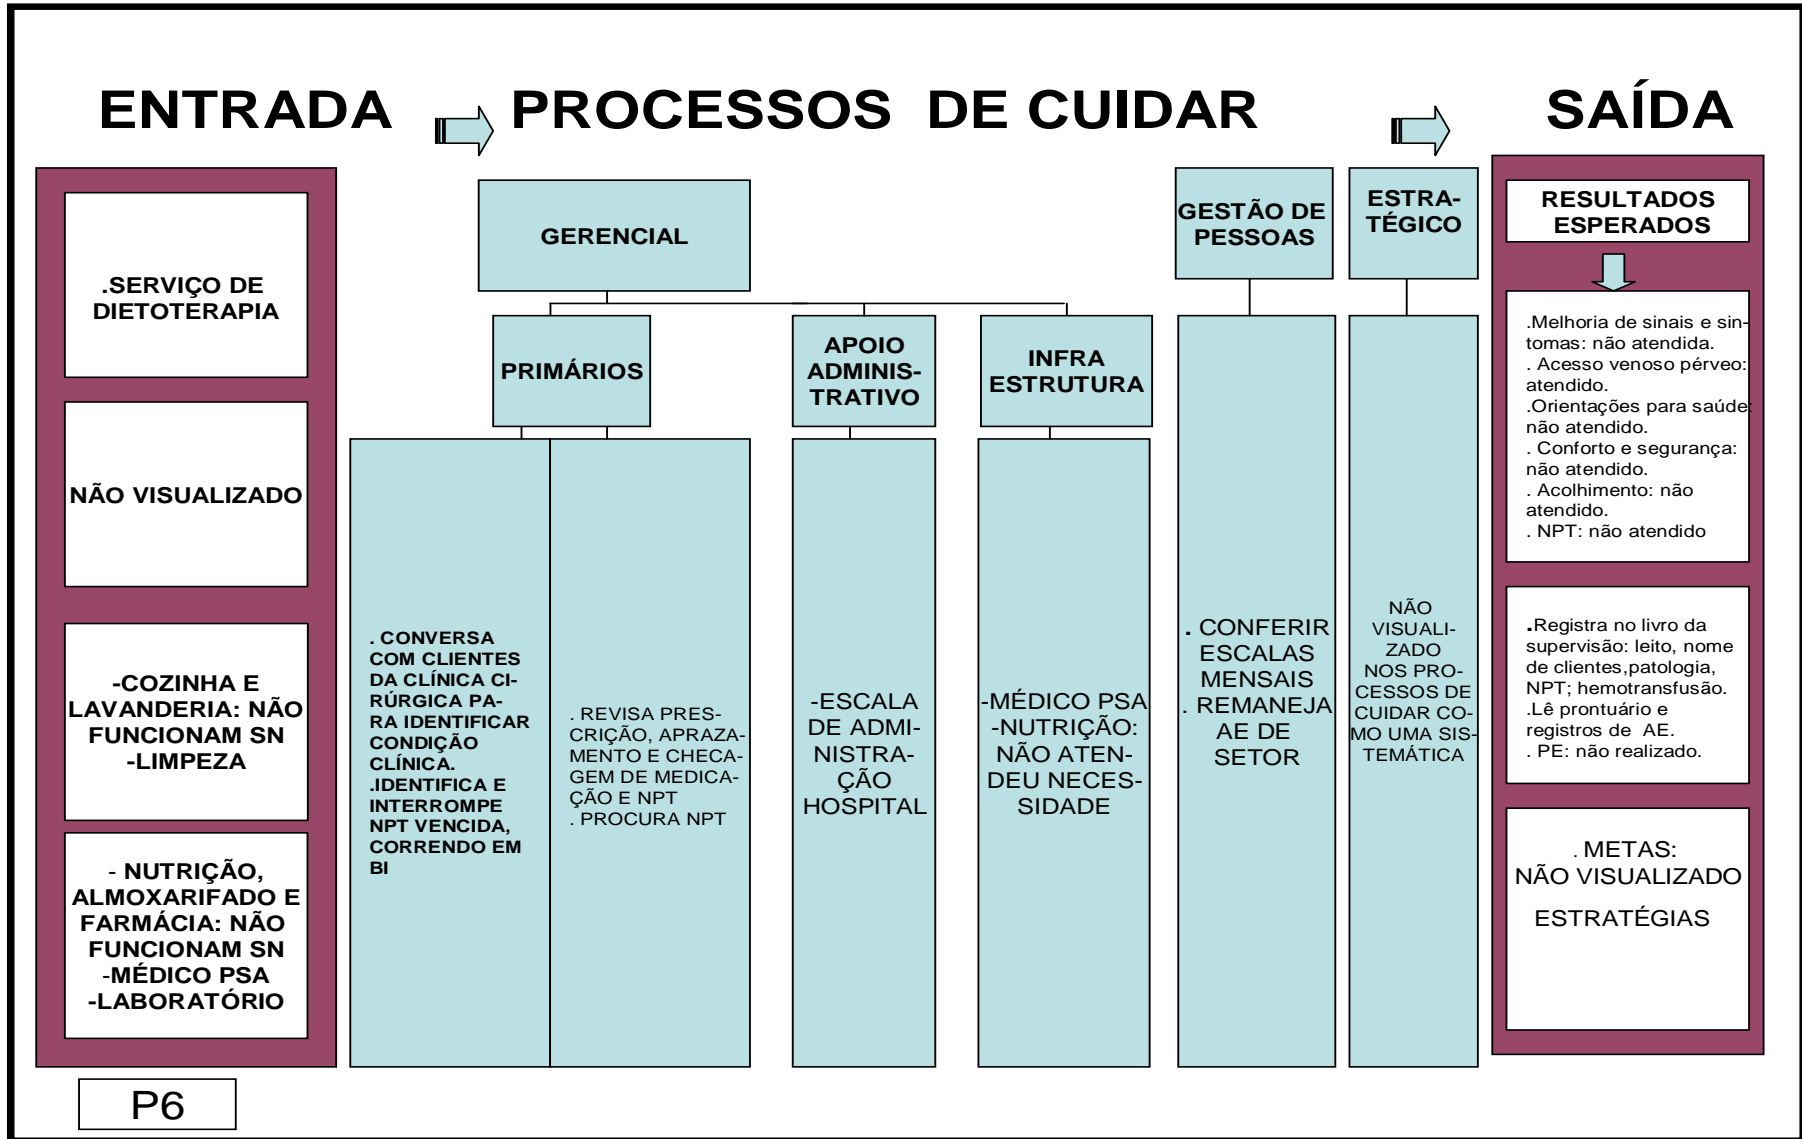 ENTRADA
PROCESSOS DE CUIDAR
SAÍDA
.SERVIÇO DE
DIETOTERAPIA
NÃO VISUALIZADO
-COZINHA E
LAVANDERIA: NÃO
FUNCIONAM SN
-LIMPEZA
- NUTRIÇÃO,
ALMOXARIFADO E
FARMÁCIA: NÃO
FUNCIONAM SN
-MÉDICO PSA
-LABORATÓRIO
P6
GERENCIAL
PRIMÁRIOS
. CONVERSA
COM CLIENTES
DA CLÍNICA CI-
RÚRGICA PA-
RA IDENTIFICAR
CONDIÇÃO
CLÍNICA.
.IDENTIFICA E
INTERROMPE
NPT VENCIDA,
CORRENDO EM
BI
. REVISA PRES-
CRIÇÃO, APRAZA-
MENTO E CHECA-
GEM DE MEDICA-
ÇÃO E NPT
. PROCURA NPT
APOIO
ADMINIS-
TRATIVO
-ESCALA
DE ADMI-
NISTRA-
ÇÃO
HOSPITAL
INFRA
ESTRUTURA
-MÉDICO PSA
-NUTRIÇÃO:
NÃO ATEN-
DEU NECES-
SIDADE
GESTÃO DE
PESSOAS
. CONFERIR
ESCALAS
MENSAIS
. REMANEJA
AE DE
SETOR
ESTRA-
TÉGICO
NÃO
VISUALI-
ZADO
NOS PRO-
CESSOS DE
CUIDAR CO-
MO UMA SIS-
TEMÁTICA
RESULTADOS
ESPERADOS
.Melhoria de sinais e sin-
tomas: não atendida.
. Acesso venoso pérveo:
atendido.
.Orientações para saúde:
não atendido.
. Conforto e segurança:
não atendido.
. Acolhimento: não
atendido.
. NPT: não atendido
.Registra no livro da
supervisão: leito, nome
de clientes,patologia,
NPT; hemotransfusão.
.Lê prontuário e
registros de AE.
. PE: não realizado.
. METAS:
NÃO VISUALIZADO
ESTRATÉGIAS